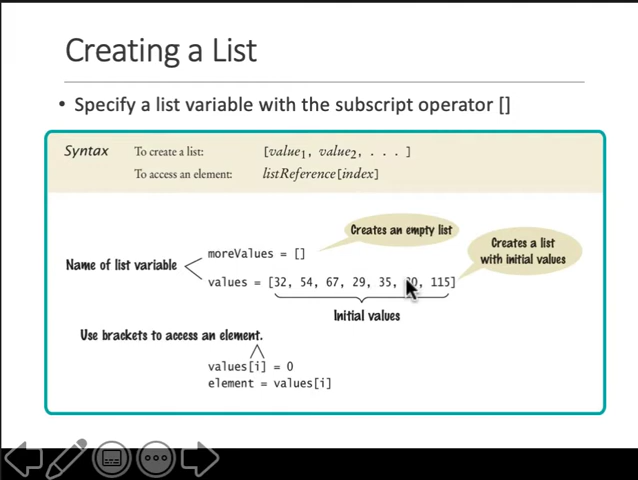 Creating a List
• Specify a list variable with the subscript operator []
Syntax To create a list: [value1, value2, . . . ]
To access an element: listReference[index]
Creates an empty list
Creates a list
with initial values
Name of list variable
moreValues = []
values = [32, 54, 67, 29, 35, 115]
Initial values
Use brackets to access an element.
values[i] = 0
element = values[i]